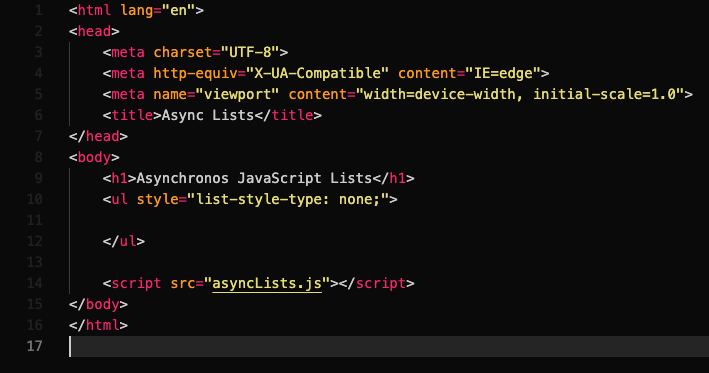 1 <html lang="en">
2 <head>
3     <meta charset="UTF-8">
4     <meta http-equiv="X-UA-Compatible" content="IE=edge">
5     <meta name="viewport" content="width=device-width, initial-scale=1.0">
6     <title>Async Lists</title>
7 </head>
8 <body>
9     <h1>Asynchronos JavaScript Lists</h1>
10     <ul style="list-style-type: none;">
11
12     </ul>
13
14     <script src="asyncLists.js"></script>
15 </body>
16 </html>
17